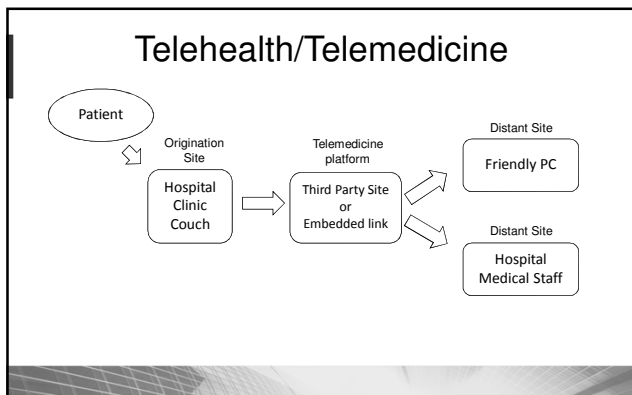 Telehealth/Telemedicine
Patient
Origination
Site
Hospital
Clinic
Couch
Telemedicine
platform
Third Party Site
or
Embedded link
Distant Site
Friendly PC
Distant Site
Hospital
Medical Staff